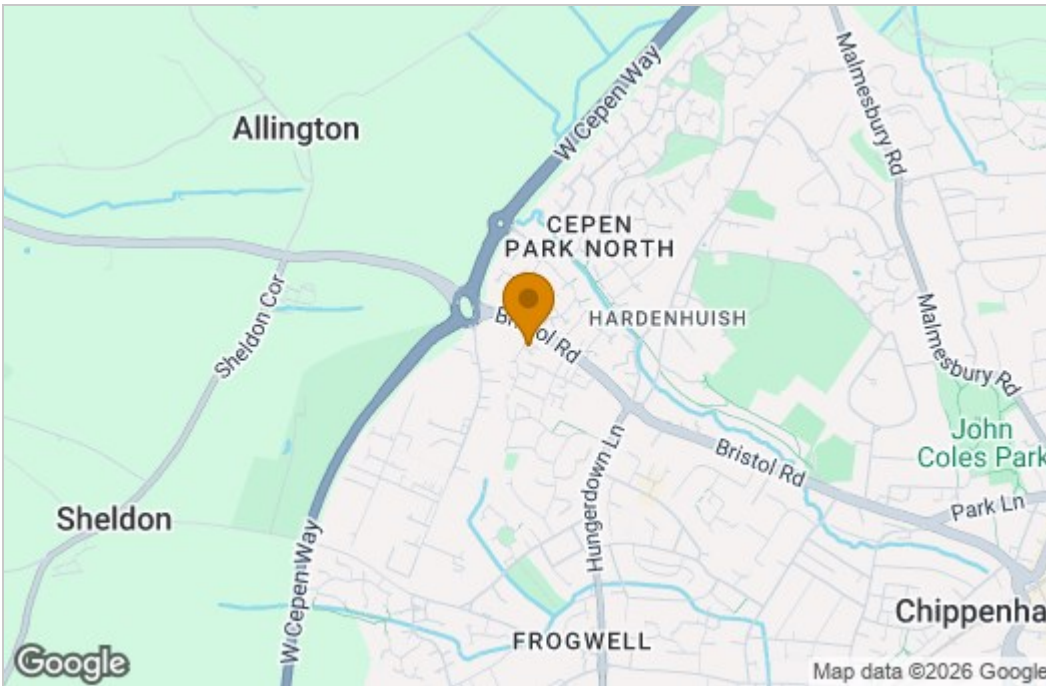 Allington
W Cepen Way
Malmesbury Rd
CEPEN
PARK NORTH
Sheldon Cor
Bristol Rd
HARDENHUISH
Malmesbury Rd
John
Coles Park
Hungerdown Ln
Bristol Rd
Park Ln
Sheldon
W Cepen Way
Chippenha
FROGWELL
Google
Map data ©2026 Google